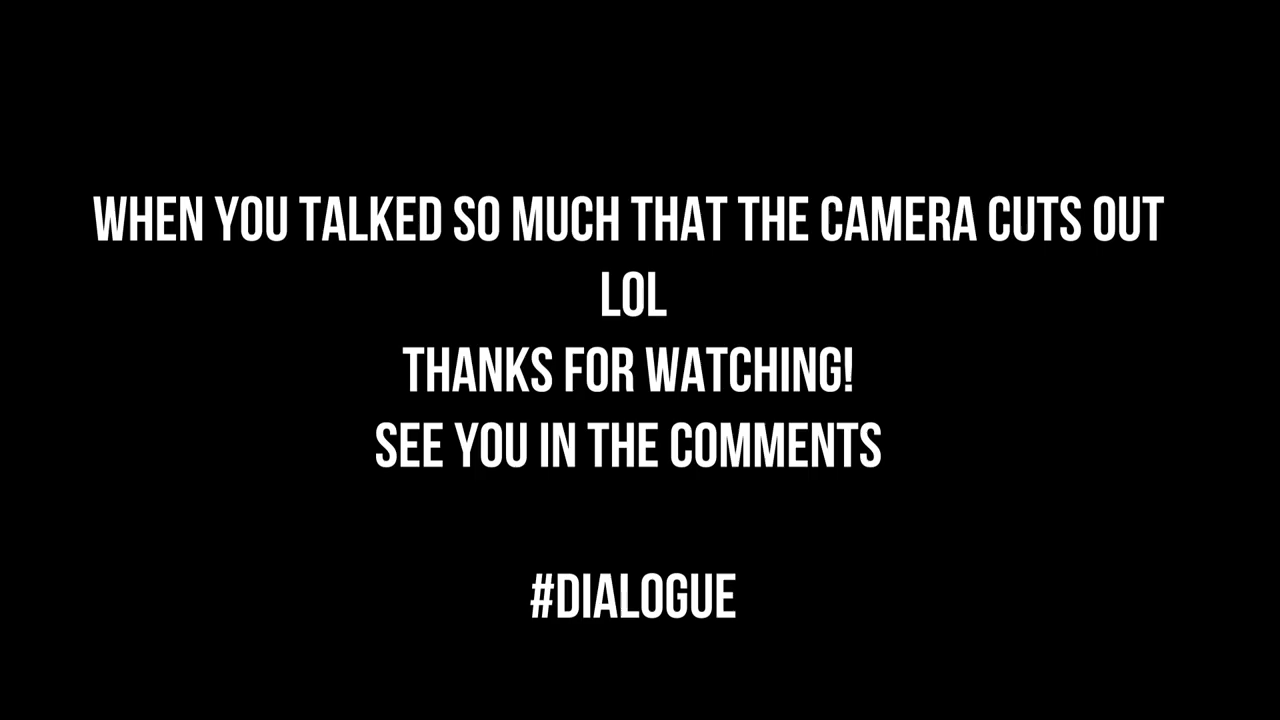 WHEN YOU TALKED SO MUCH THAT THE CAMERA CUTS OUT
LOL
THANKS FOR WATCHING!
SEE YOU IN THE COMMENTS
#DIALOGUE